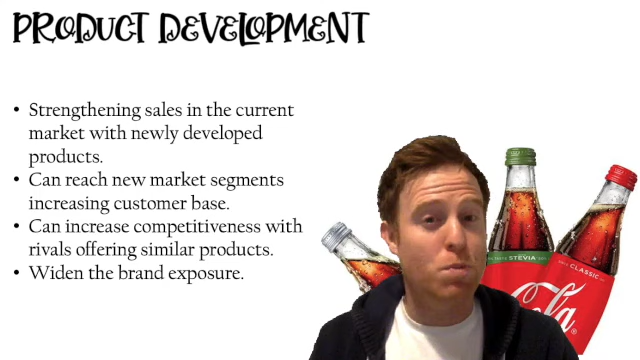 PRODUCT DEVELOPMENT
• Strengthening sales in the current
market with newly developed
products.
• Can reach new market segments
increasing customer base.
• Can increase competitiveness with
rivals offering similar products.
• Widen the brand exposure.
STEVIA
CLASSIC
Cola